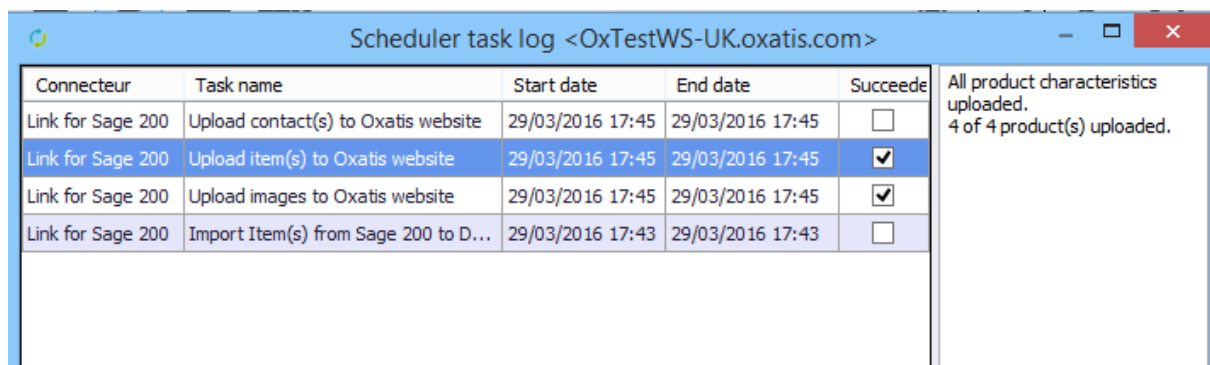 Scheduler task log <OxTestWS-UK.oxatis.com>
Connecteur Task name Start date End date Succeede
Link for Sage 200 Upload contact(s) to Oxatis website 29/03/2016 17:45 29/03/2016 17:45
Link for Sage 200 Upload item(s) to Oxatis website 29/03/2016 17:45 29/03/2016 17:45
Link for Sage 200 Upload images to Oxatis website 29/03/2016 17:45 29/03/2016 17:45
Link for Sage 200 Import Item(s) from Sage 200 to D... 29/03/2016 17:43 29/03/2016 17:43
All product characteristics
uploaded.
4 of 4 product(s) uploaded.